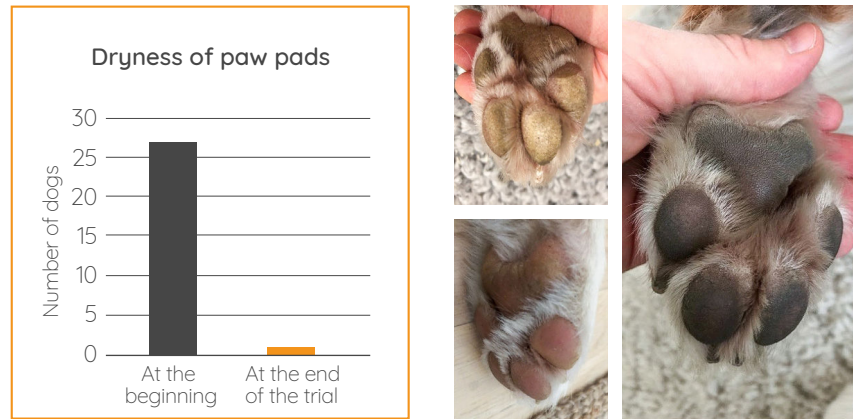 Dryness of paw pads
30
25
20
15
10
5
0
Number of dogs
At the
beginning
At the end
of the trial